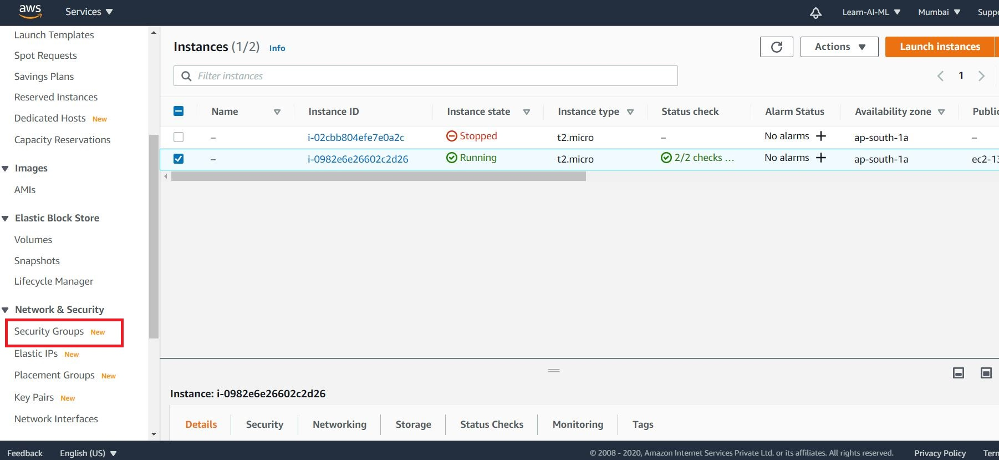 aws Services Learn-AI-ML Mumbai Suppo
Launch Templates
Spot Requests
Savings Plans
Reserved Instances
Dedicated Hosts New
Capacity Reservations
Images
AMIs
Elastic Block Store
Volumes
Snapshots
Lifecycle Manager
Network & Security
Security Groups New
Elastic IPs New
Placement Groups New
Key Pairs New
Network Interfaces
Instances (1/2) Info Actions Launch instances
Filter instances 1
Name Instance ID Instance state Instance type Status check Alarm Status Availability zone Public
– i-02cbb804efe7e0a2c Stopped t2.micro – No alarms + ap-south-1a –
– i-0982e6e26602c2d26 Running t2.micro 2/2 checks ... No alarms + ap-south-1a ec2-13
Instance: i-0982e6e26602c2d26
Details Security Networking Storage Status Checks Monitoring Tags
Feedback English (US) © 2008 - 2020, Amazon Internet Services Private Ltd. or its affiliates. All rights reserved. Privacy Policy Tern